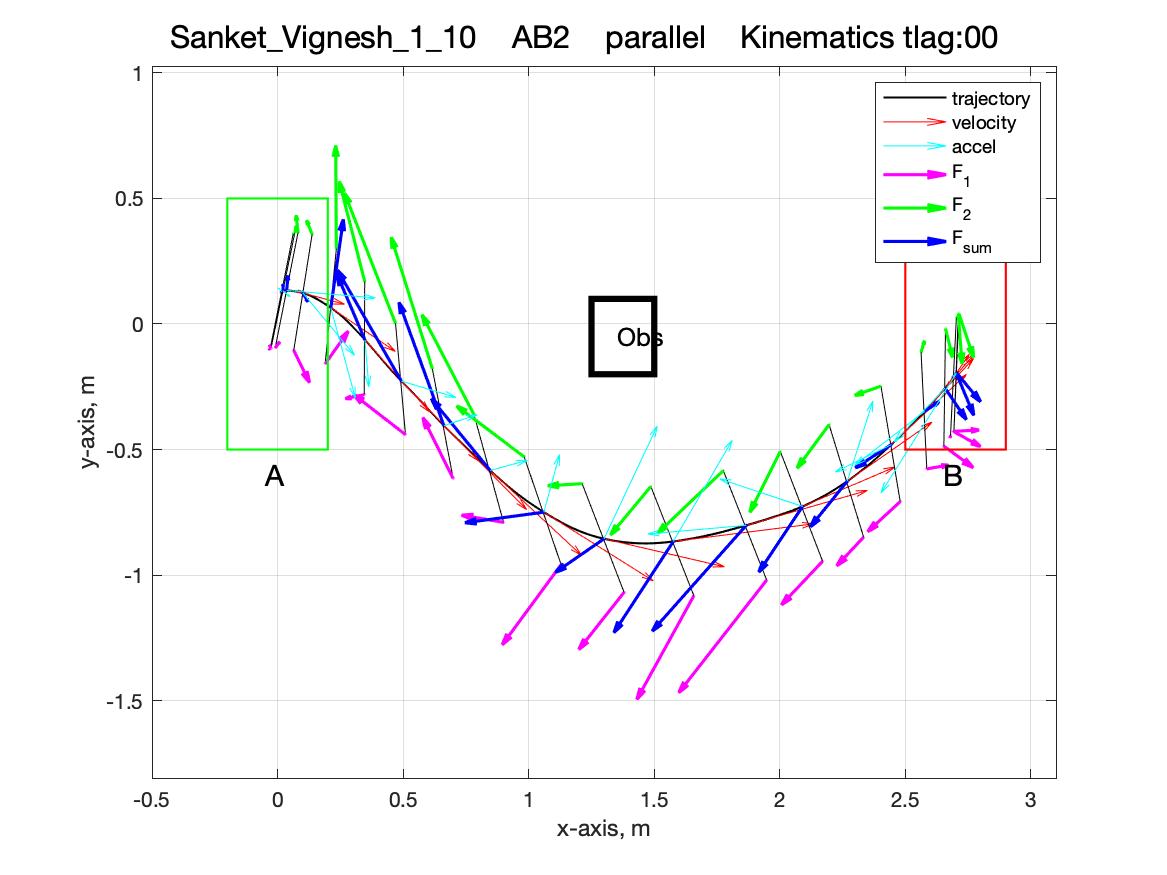 Sanket_Vignesh_1_10 AB2 parallel Kinematics tlag:00
1
0.5
0
-0.5
-1
-1.5
y-axis, m
trajectory
velocity
accel
F1
F2
Fsum
Obs
A
B
-0.5 0 0.5 1 1.5 2 2.5 3
x-axis, m